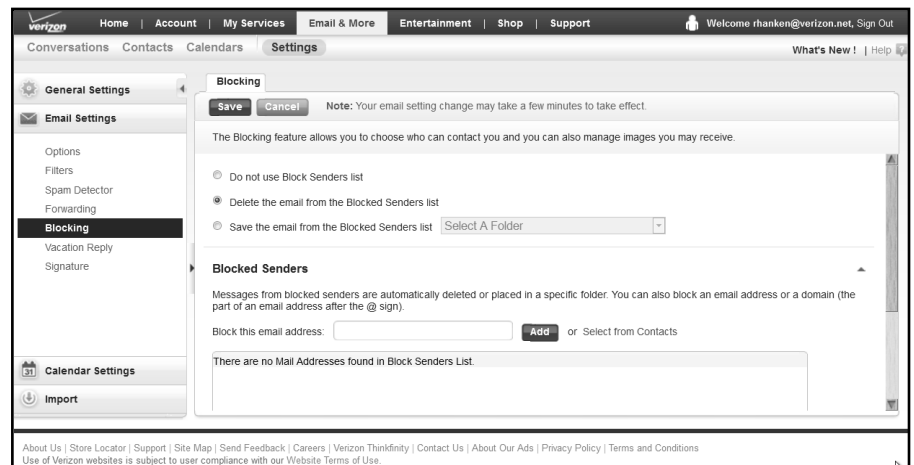 verizon Home | Account | My Services Email & More Entertainment | Shop | Support Welcome rhanken@verizon.net, Sign Out
Conversations Contacts Calendars Settings What's New ! | Help ?
General Settings
Email Settings
Options
Filters
Spam Detector
Forwarding
Blocking
Vacation Reply
Signature
31 Calendar Settings
Import
Blocking
Save Cancel Note: Your email setting change may take a few minutes to take effect.
The Blocking feature allows you to choose who can contact you and you can also manage images you may receive.
Do not use Block Senders list
Delete the email from the Blocked Senders list
Save the email from the Blocked Senders list Select A Folder
Blocked Senders
Messages from blocked senders are automatically deleted or placed in a specific folder. You can also block an email address or a domain (the
part of an email address after the @ sign).
Block this email address: Add or Select from Contacts
There are no Mail Addresses found in Block Senders List.
About Us | Store Locator | Support | Site Map | Send Feedback | Careers | Verizon Thinkfinity | Contact Us | About Our Ads | Privacy Policy | Terms and Conditions
Use of Verizon websites is subject to user compliance with our Website Terms of Use.